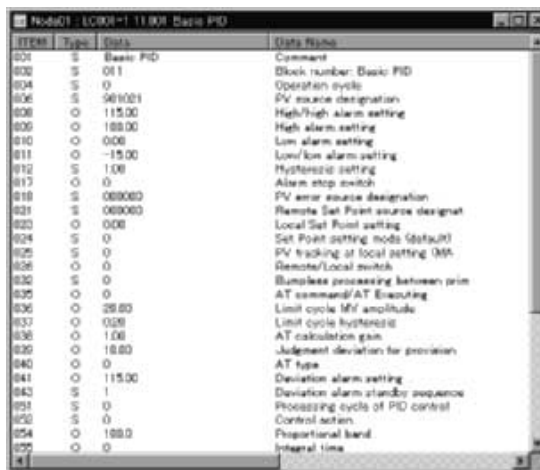 Node01 : LC001-1 11.001 Basic PID
ITEM Type Data Data Name
001 S Basic PID Comment
002 S 011 Block number: Basic PID
004 S 0 Operation cycle
006 S 901021 PV source designation
008 O 115.00 High/high alarm setting
009 O 100.00 High alarm setting
010 O 0.00 Low alarm setting
011 O -15.00 Low/low alarm setting
012 S 1.00 Hysteresis setting
017 O 0 Alarm stop switch
018 S 000000 PV error source designation
021 S 000000 Remote Set Point source designat
023 O 0.00 Local Set Point setting
024 S 0 Set Point setting mode (default)
025 S 0 PV tracking at local setting (MA
026 O 0 Remote/Local switch
032 S 0 Bumpless processing between prim
035 O 0 AT command/AT Executing
036 O 20.00 Limit cycle MV amplitude
037 O 0.20 Limit cycle hysteresis
038 O 1.00 AT calculation gain
039 O 10.00 Judgment deviation for provision
040 O 0 AT type
041 O 115.00 Deviation alarm setting
043 S 1 Deviation alarm standby sequence
051 S 0 Processing cycle of PID control
052 S 0 Control action
054 O 100.0 Proportional band
055 O 0 Integral time